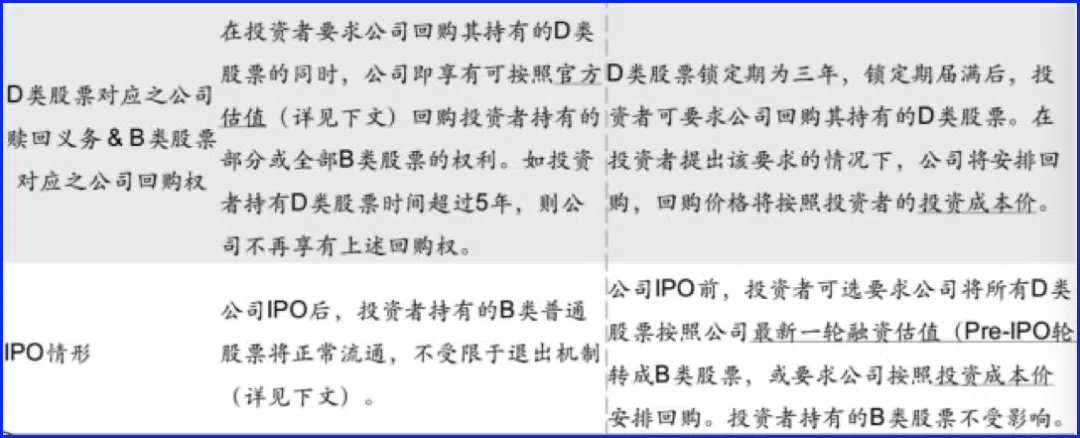 D类股票对应之公司
赎回义务 & B类股票
对应之公司回购权
在投资者要求公司回购其持有的D类
股票的同时，公司即享有可按照官方
估值（详见下文）回购投资者持有的
部分或全部B类股票的权利。如投资
者持有D类股票时间超过5年，则公
司不再享有上述回购权。
D类股票锁定期为三年，锁定期届满后，投
资者可要求公司回购其持有的D类股票。在
投资者提出该要求的情况下，公司将安排回
购，回购价格将按照投资者的投资成本价。
IPO情形
公司IPO后，投资者持有的B类普通
股票将正常流通，不受限于退出机制
（详见下文）。
公司IPO前，投资者可选要求公司将所有D类
股票按照公司最新一轮融资估值（Pre-IPO轮
转成B类股票，或要求公司按照投资成本价
安排回购。投资者持有的B类股票不受影响。